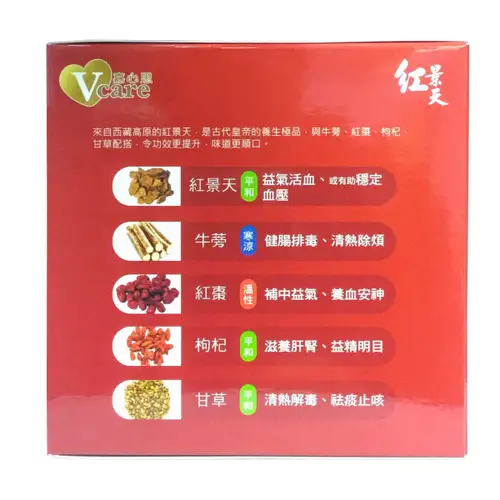 Vcare
高心思
紅景天
來自西藏高原的紅景天，是古代皇帝的養生極品，與牛蒡、紅棗、枸杞、
甘草配搭，令功效更提升，味道更順口。
紅景天 平和 益氣活血、或有助穩定
血壓
牛蒡 寒涼 健腸排毒、清熱除煩
紅棗 溫性 補中益氣、養血安神
枸杞 平和 滋養肝腎、益精明目
甘草 平和 清熱解毒、祛痰止咳